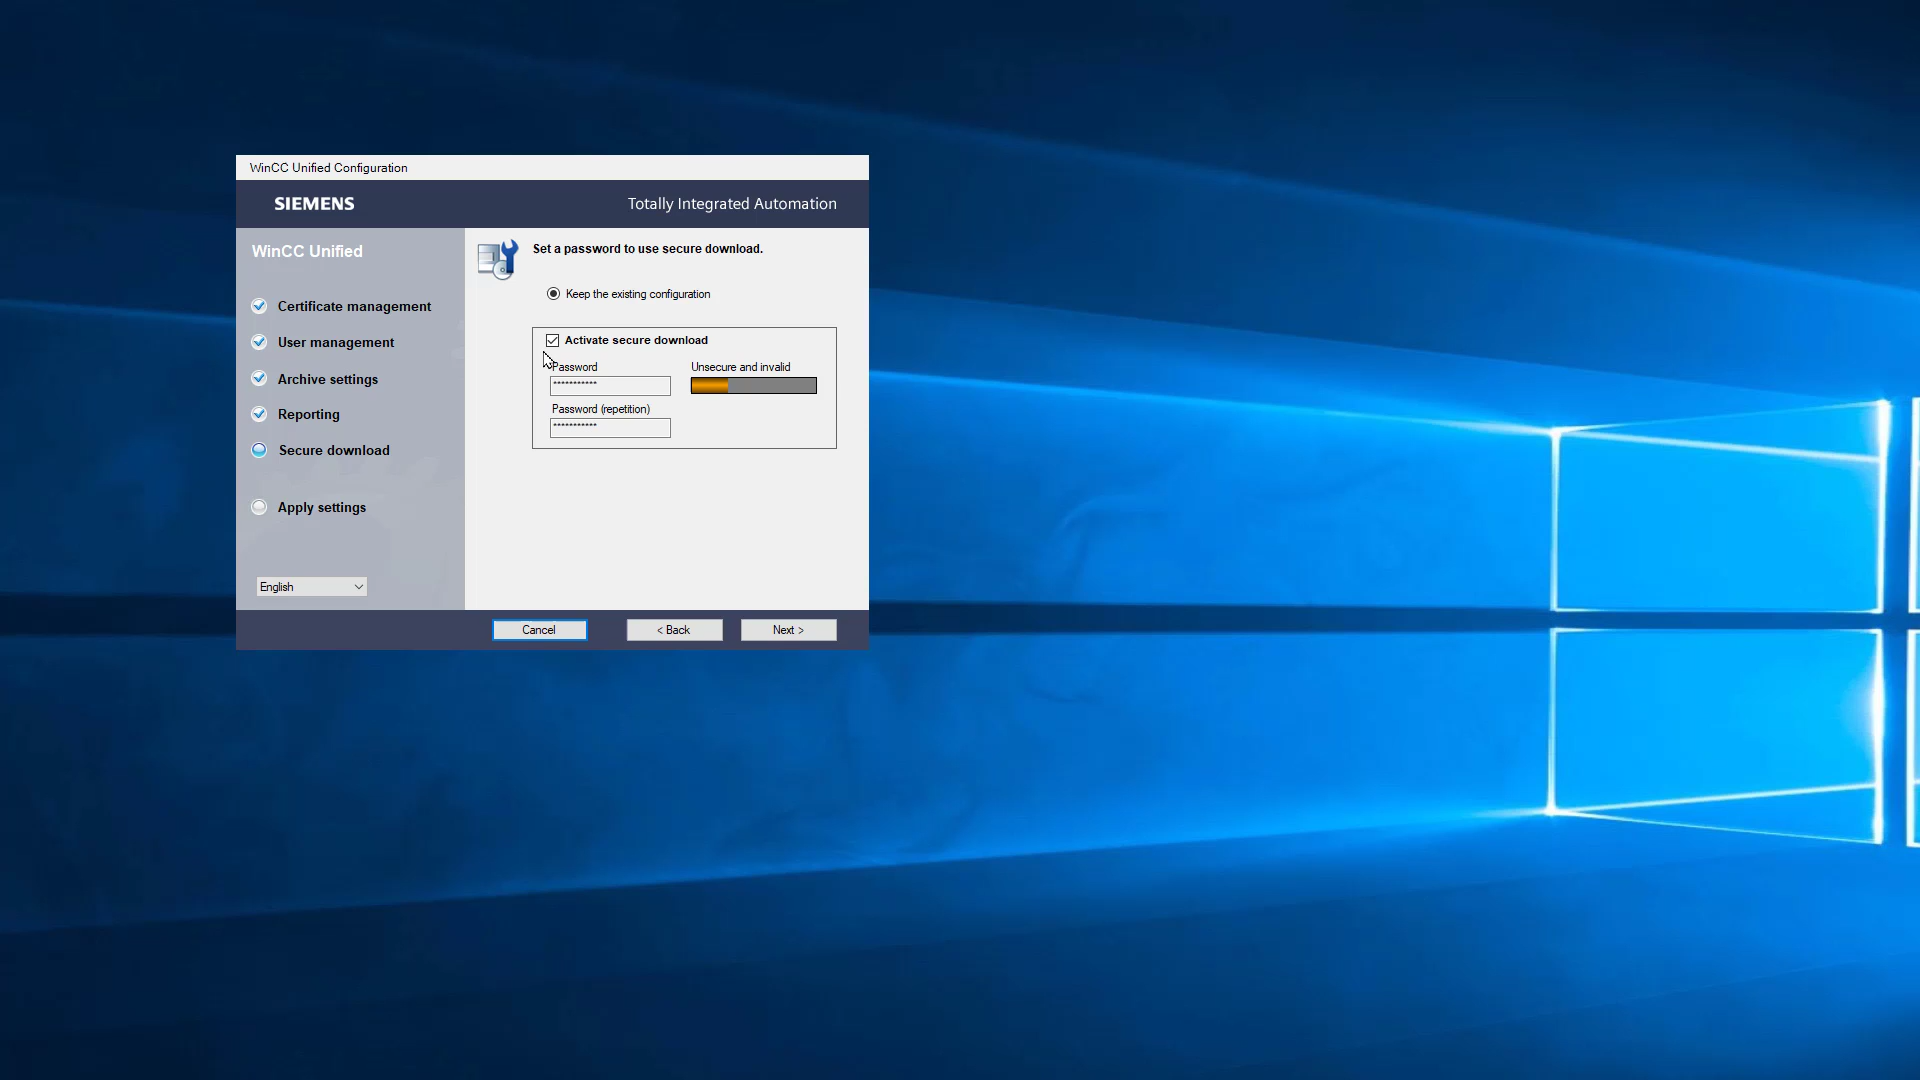 WinCC Unified Configuration
SIEMENS
Totally Integrated Automation
WinCC Unified
Certificate management
User management
Archive settings
Reporting
Secure download
Apply settings
English
Set a password to use secure download.
Keep the existing configuration
Activate secure download
Password
Unsecure and invalid
***********
Password (repetition)
***********
Cancel
< Back
Next >